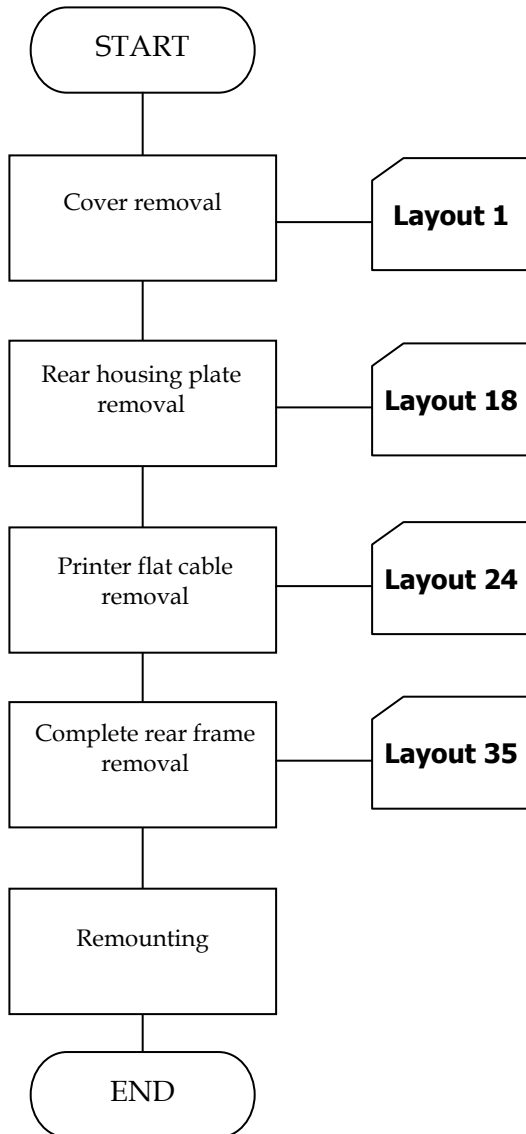 START
Cover removal
Layout 1
Rear housing plate
removal
Layout 18
Printer flat cable
removal
Layout 24
Complete rear frame
removal
Layout 35
Remounting
END